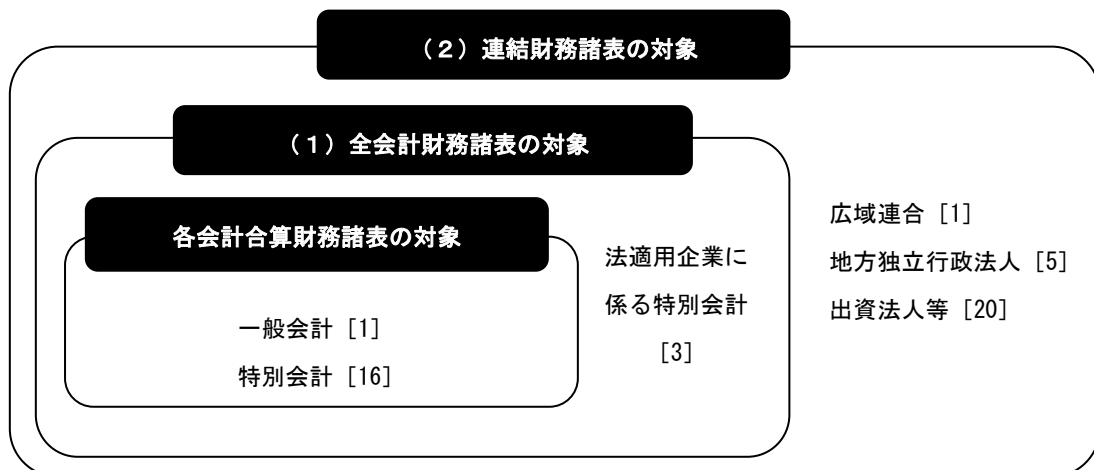 （２）連結財務諸表の対象
（１）全会計財務諸表の対象
各会計合算財務諸表の対象
一般会計 [1]
特別会計 [16]
法適用企業に
係る特別会計
[3]
広域連合 [1]
地方独立行政法人 [5]
出資法人等 [20]